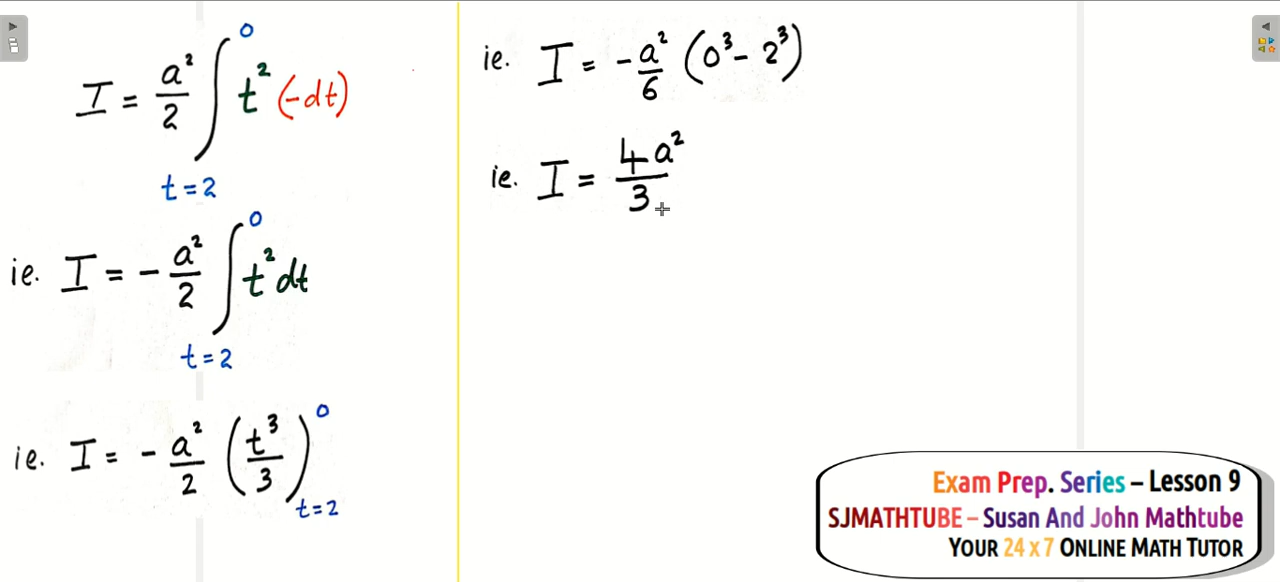 I = a²/2 ∫_{t=2}^{0} t² (-dt)
ie. I = - a²/2 ∫_{t=2}^{0} t² dt
ie. I = - a²/2 (t³/3)_{t=2}^{0}
ie. I = - a²/6 (0³ - 2³)
ie. I = 4a²/3
Exam Prep. Series – Lesson 9
SJMATHTUBE – Susan And John Mathtube
YOUR 24 x 7 ONLINE MATH TUTOR